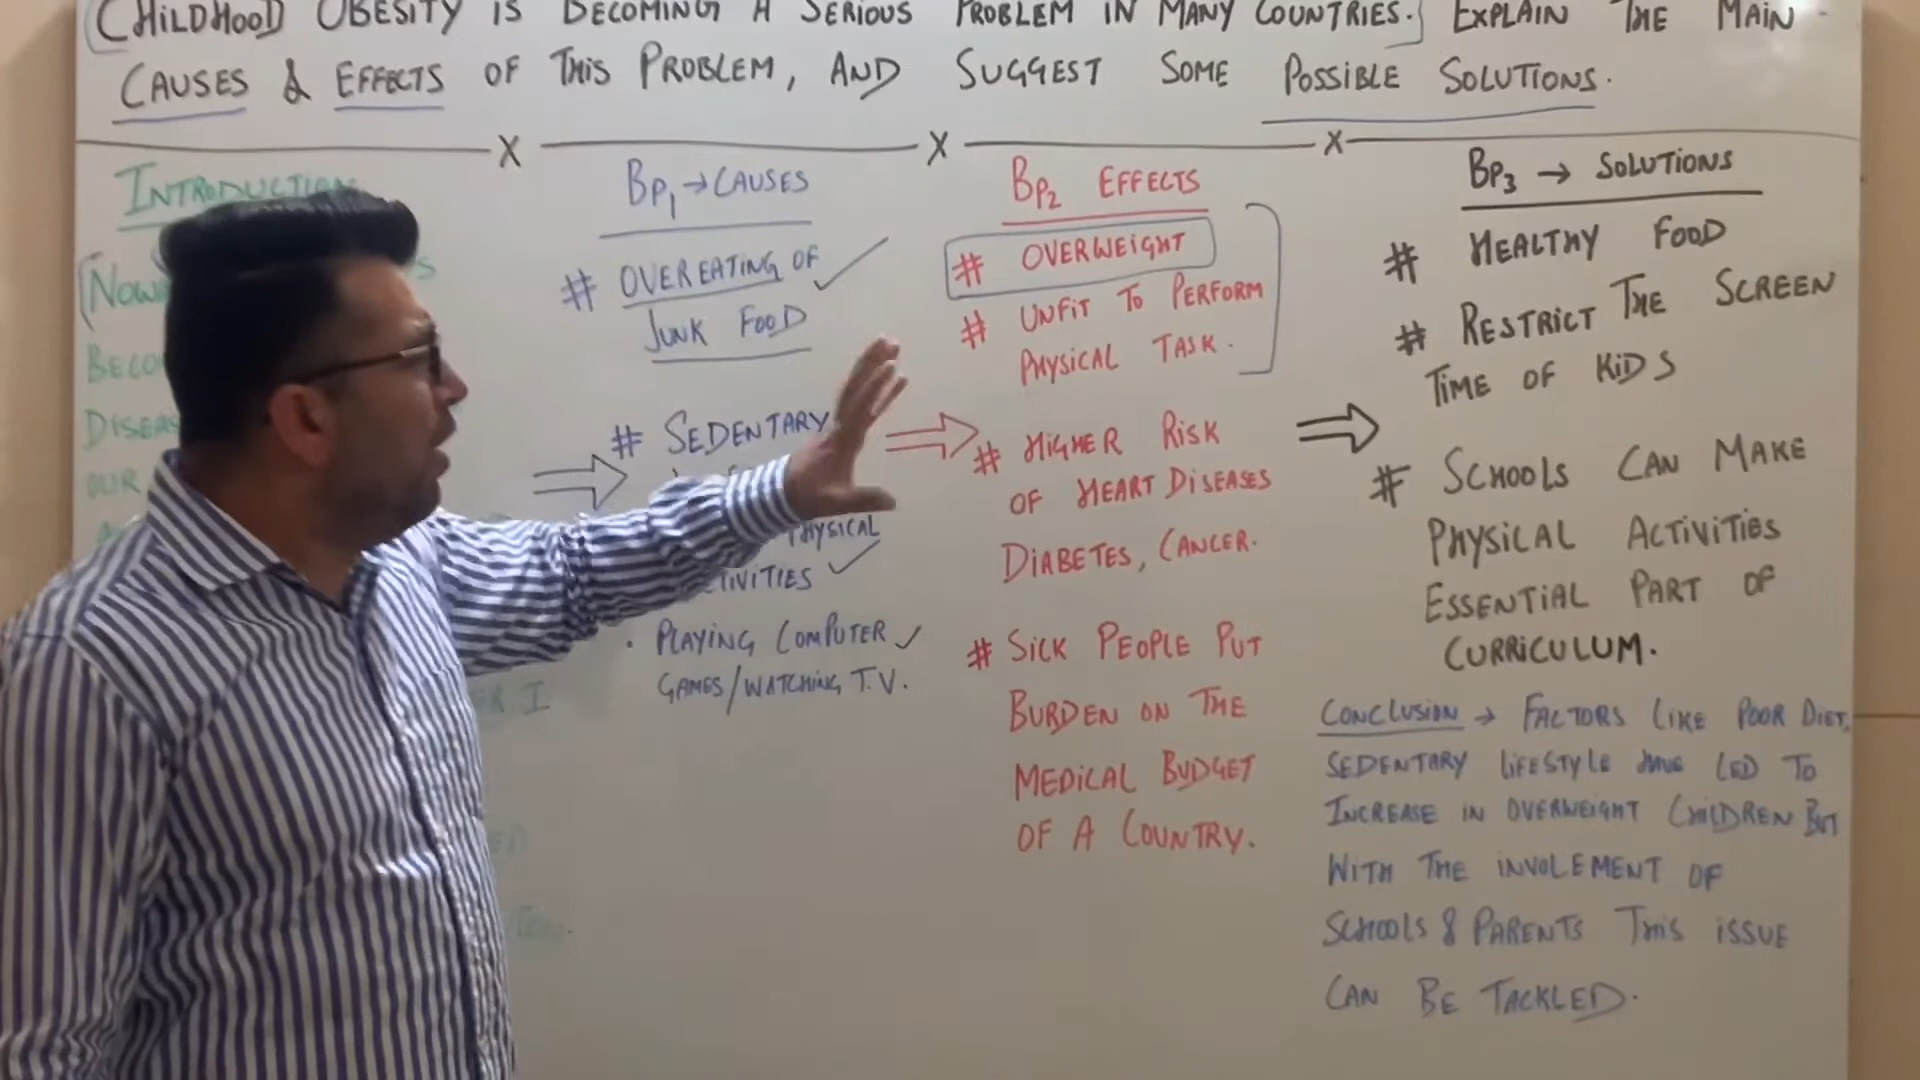 CHILDHOOD OBESITY IS BECOMING A SERIOUS PROBLEM IN MANY COUNTRIES. EXPLAIN THE MAIN
CAUSES & EFFECTS OF THIS PROBLEM, AND SUGGEST SOME POSSIBLE SOLUTIONS.
X X X
INTRODUCTION
DISEAS
OUR
BP1 → CAUSES
# OVEREATING OF
JUNK FOOD
# SEDENTARY
PHYSICAL
TIVITIES
• PLAYING COMPUTER
GAMES/WATCHING T.V.
BP2 EFFECTS
# OVERWEIGHT
# UNFIT TO PERFORM
PHYSICAL TASK.
# HIGHER RISK
OF HEART DISEASES
DIABETES, CANCER.
# SICK PEOPLE PUT
BURDEN ON THE
MEDICAL BUDGET
OF A COUNTRY.
BP3 → SOLUTIONS
# HEALTHY FOOD
# RESTRICT THE SCREEN
TIME OF KIDS
# SCHOOLS CAN MAKE
PHYSICAL ACTIVITIES
ESSENTIAL PART OF
CURRICULUM.
CONCLUSION → FACTORS LIKE POOR DIET,
SEDENTARY LIFESTYLE HAVE LED TO
INCREASE IN OVERWEIGHT CHILDREN BUT
WITH THE INVOLEMENT OF
SCHOOLS & PARENTS THIS ISSUE
CAN BE TACKLED.